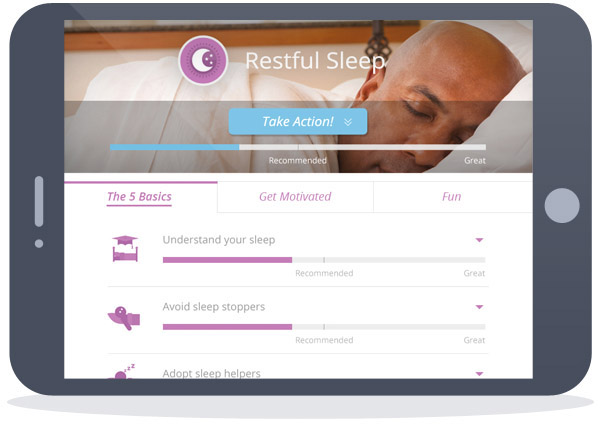 Restful Sleep
Take Action!
Recommended Great
The 5 Basics Get Motivated Fun
Understand your sleep
Recommended Great
Avoid sleep stoppers
Recommended Great
z z z
Adopt sleep helpers